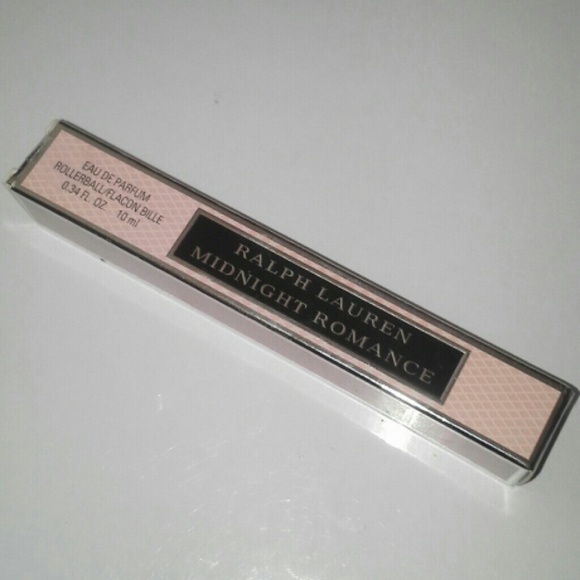 EAU DE PARFUM
ROLLERBALL/FLACON BILLE
0.34 FL OZ 10 ml
RALPH LAUREN
MIDNIGHT ROMANCE